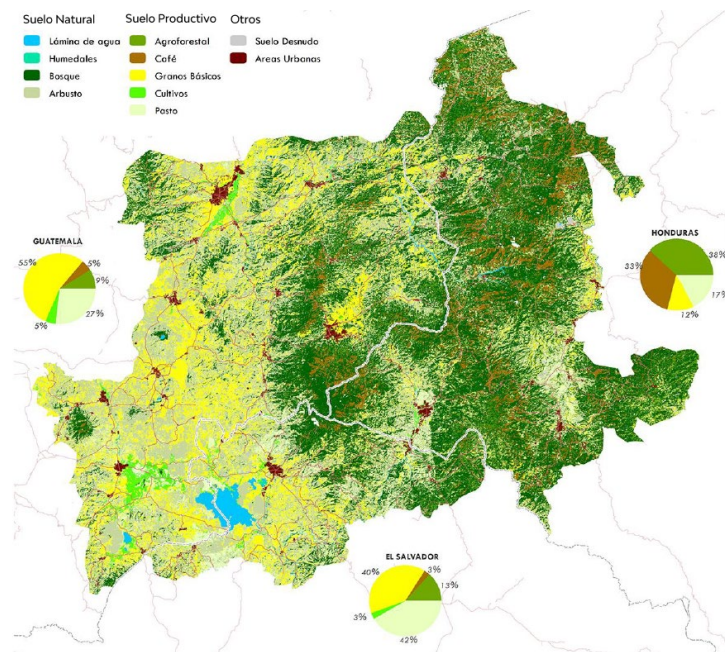 Suelo Natural
Suelo Productivo
Otros
Lámina de agua
Humedales
Bosque
Arbusto
Agroforestal
Café
Granos Básicos
Cultivos
Pasto
Suelo Desnudo
Areas Urbanas
GUATEMALA
55%
5%
9%
27%
5%
HONDURAS
38%
33%
17%
12%
EL SALVADOR
40%
3%
13%
3%
42%